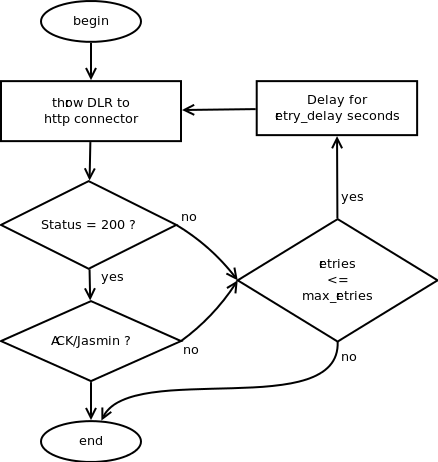 begin
throw DLR to
http connector
Delay for
retry_delay seconds
yes
Status = 200 ?
no
yes
retries
<=
max_retries
ACK/Jasmin ?
no
no
end